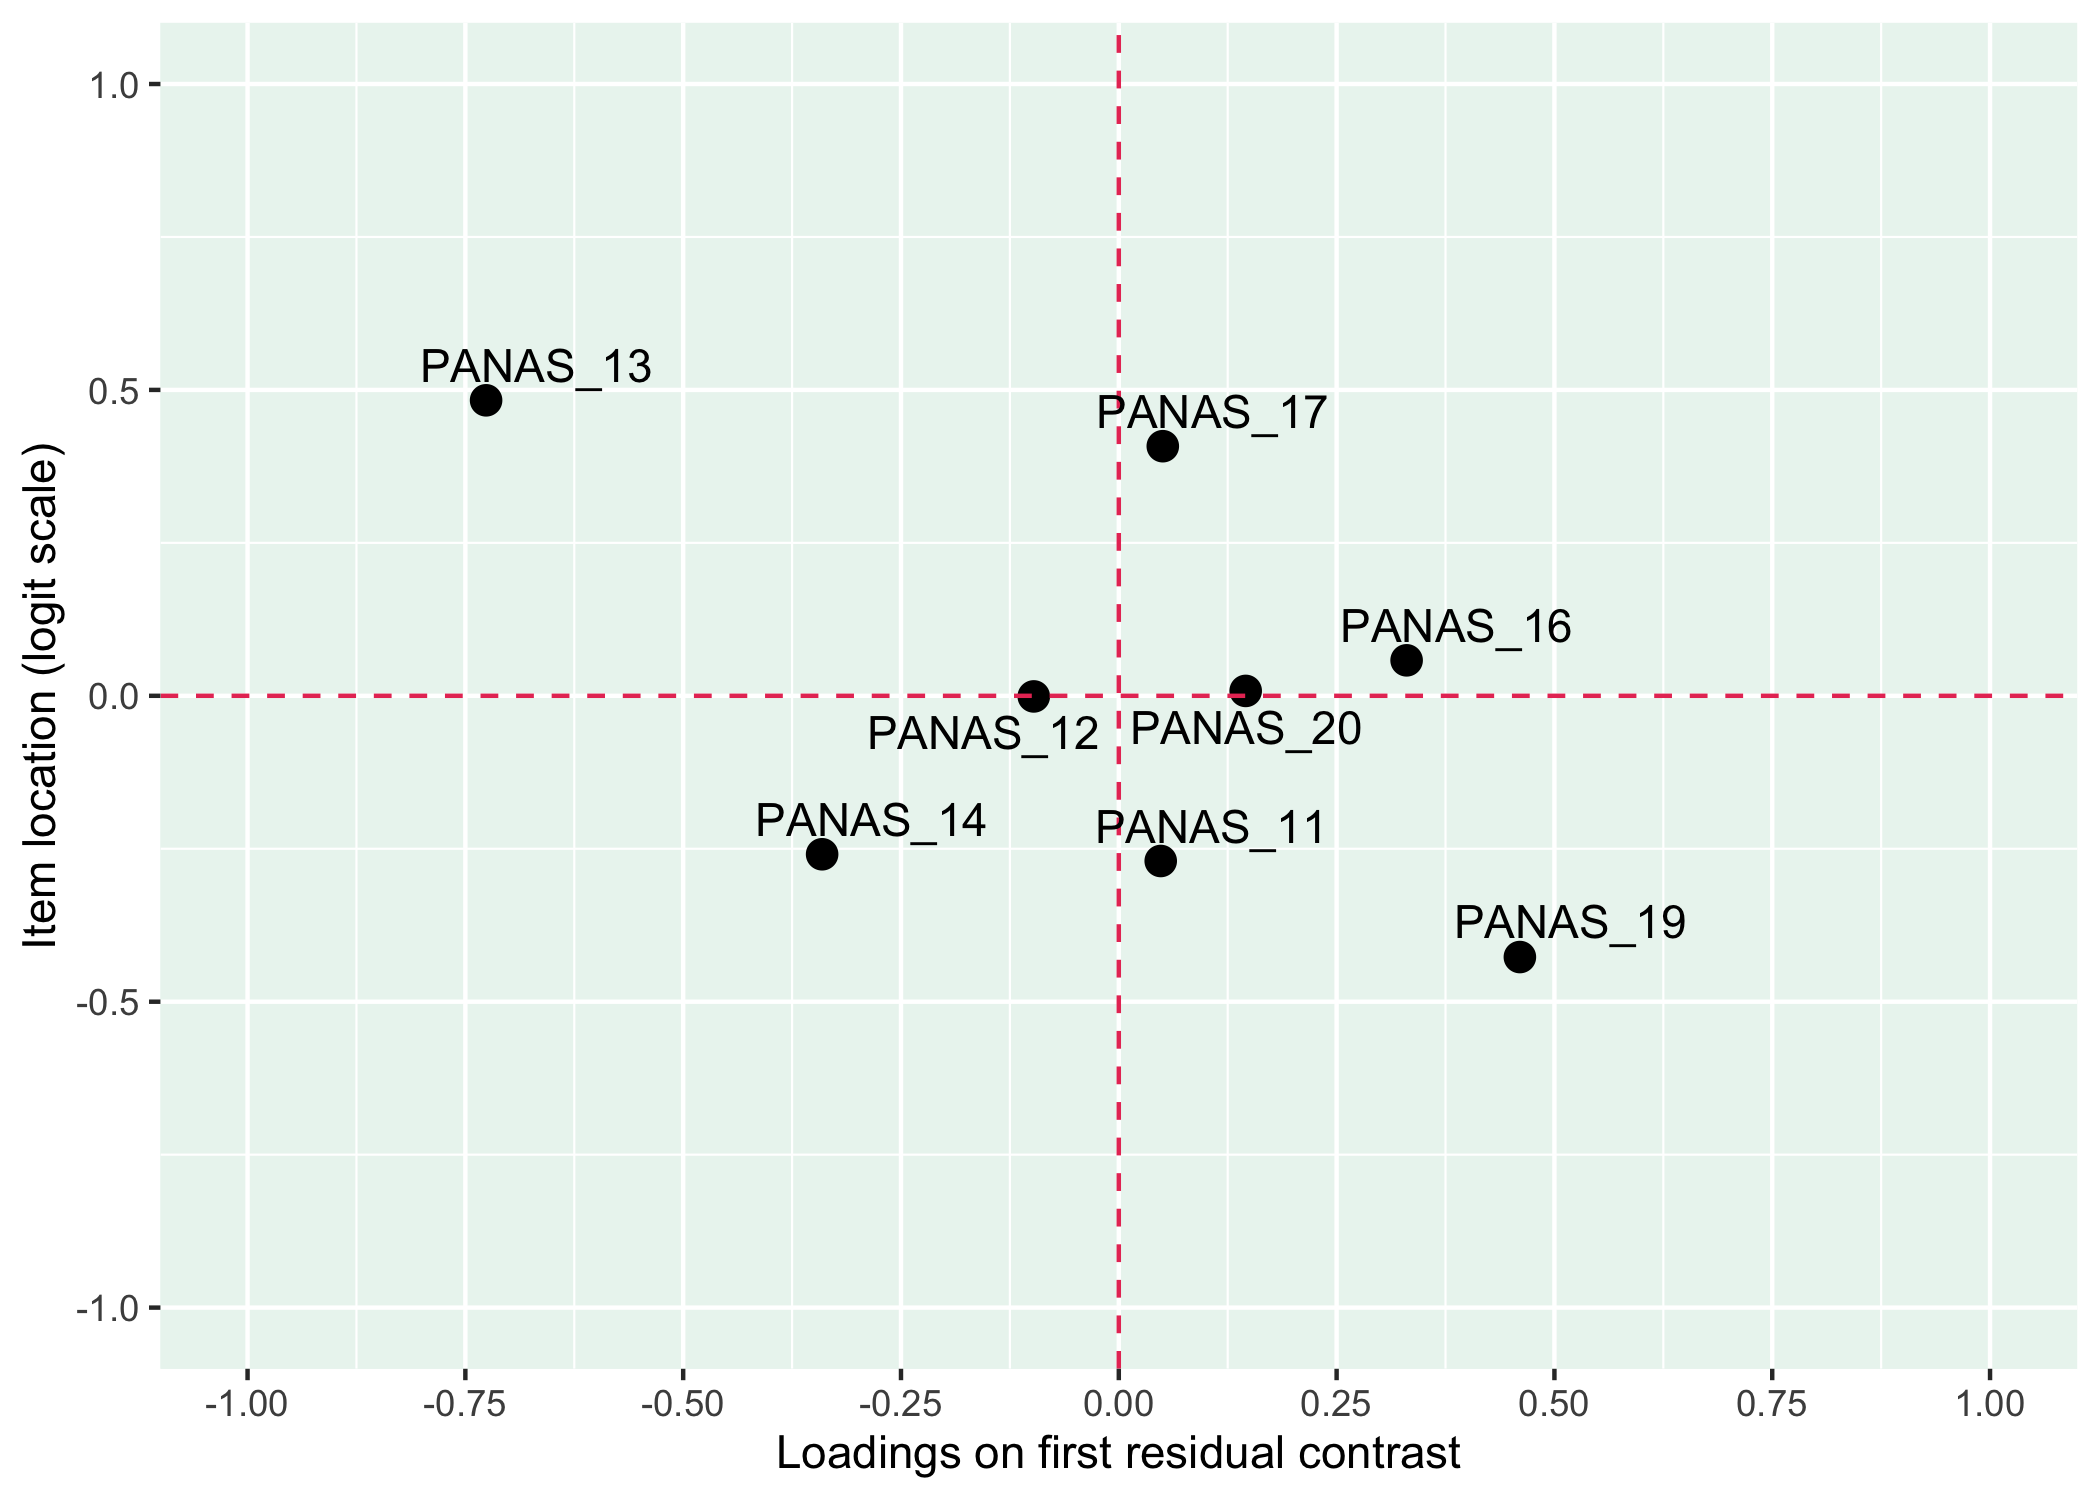 1.0
PANAS_13
0.5
PANAS_17
PANAS_16
0.0
PANAS_12
PANAS_20
PANAS_14
PANAS_11
PANAS_19
-0.5
-1.0
Item location (logit scale)
-1.00 -0.75 -0.50 -0.25 0.00 0.25 0.50 0.75 1.00
Loadings on first residual contrast